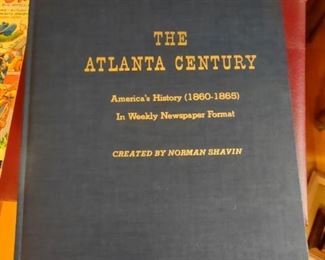 THE
ATLANTA CENTURY
America's History (1860-1865)
In Weekly Newspaper Format
CREATED BY NORMAN SHAVIN